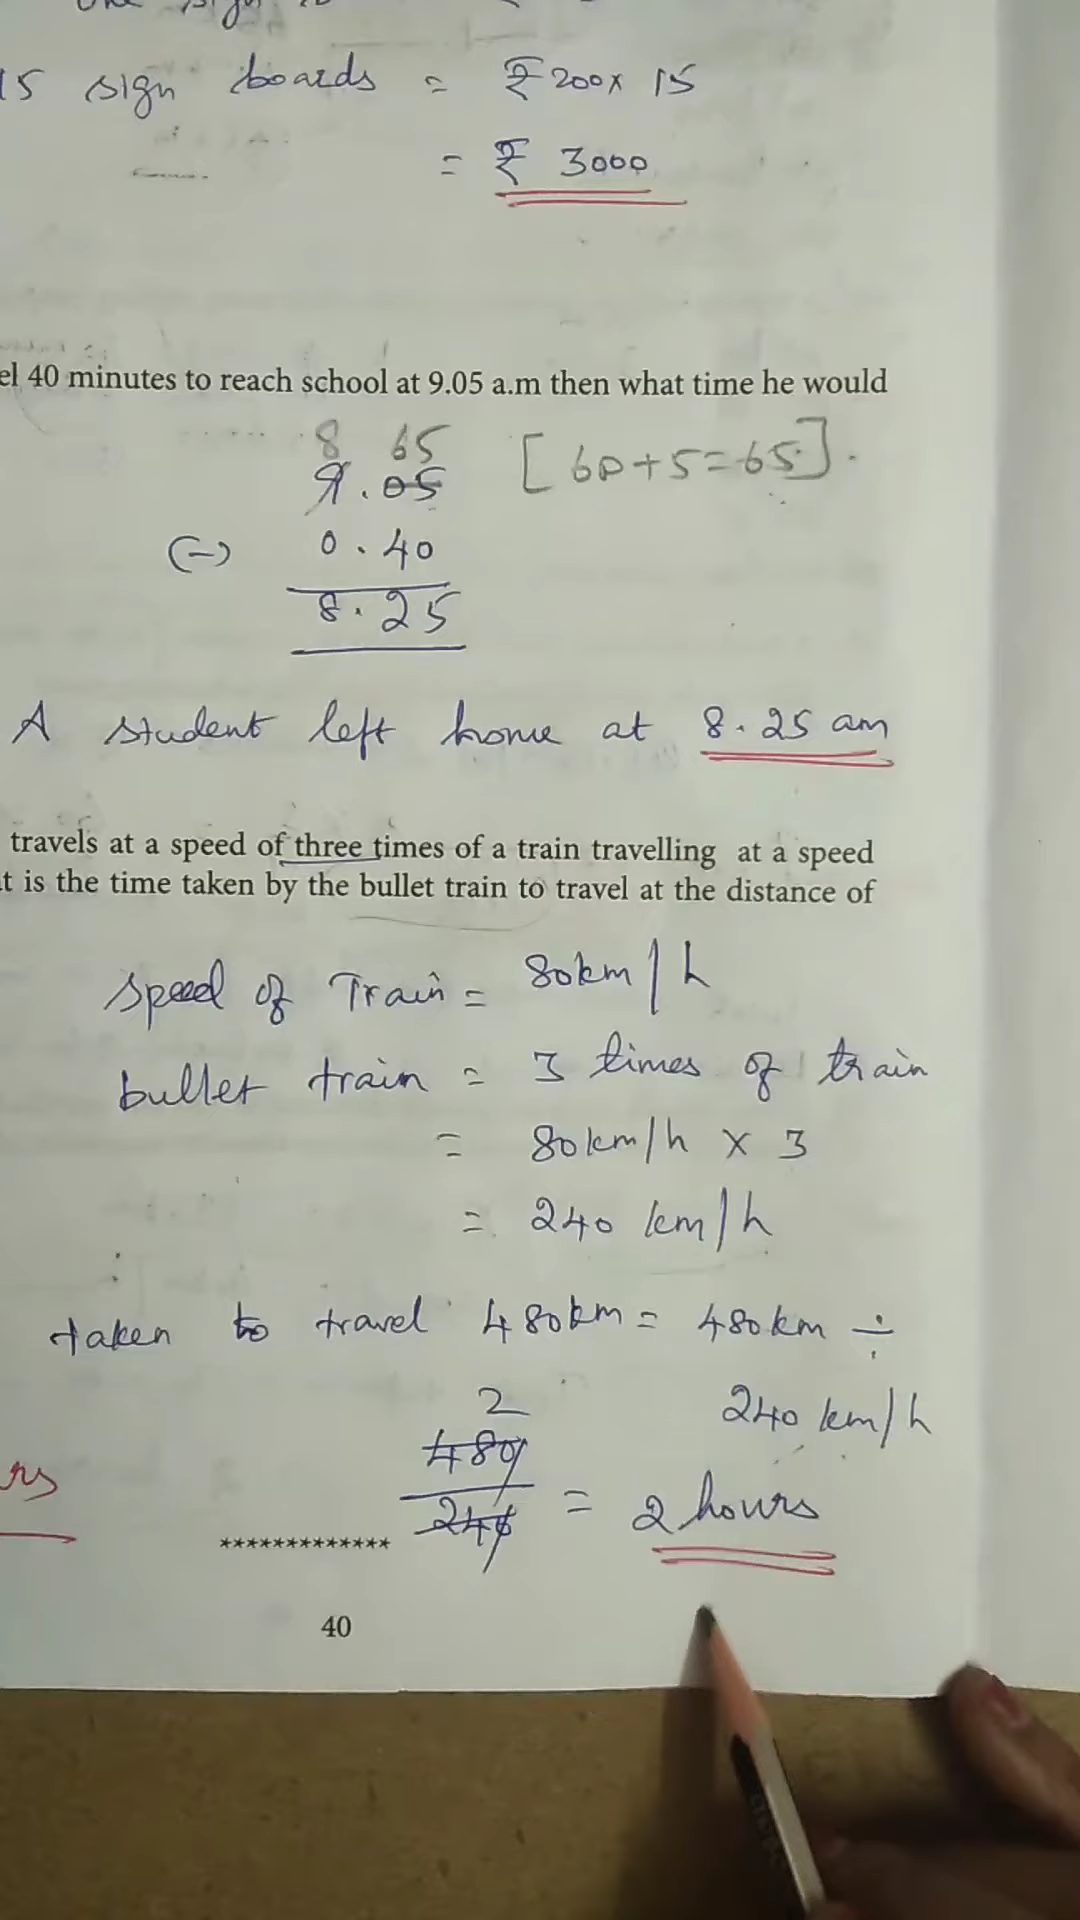 15 sign boards = ₹200x 15
= ₹ 3000
el 40 minutes to reach school at 9.05 a.m then what time he would
8 65 [60+5=65].
9.05
(-) 0.40
8.25
A student left home at 8.25 am
travels at a speed of three times of a train travelling at a speed
t is the time taken by the bullet train to travel at the distance of
Speed of Train = 80km/h
bullet train = 3 times of train
= 80km/h x 3
= 240 km/h
taken to travel 480km = 480km ÷
240 km/h
2
480
240 = 2 hours
rs
*************
40